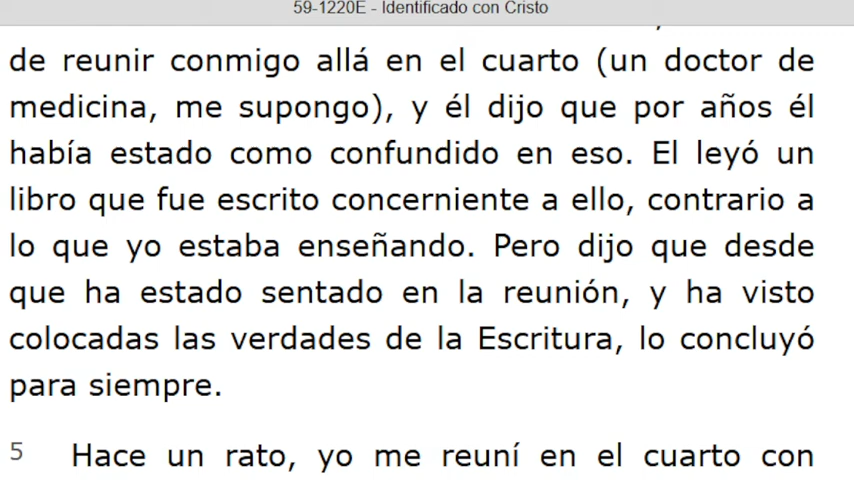 59-1220E - Identificado con Cristo
de reunir conmigo allá en el cuarto (un doctor de
medicina, me supongo), y él dijo que por años él
había estado como confundido en eso. El leyó un
libro que fue escrito concerniente a ello, contrario a
lo que yo estaba enseñando. Pero dijo que desde
que ha estado sentado en la reunión, y ha visto
colocadas las verdades de la Escritura, lo concluyó
para siempre.
5 Hace un rato, yo me reuní en el cuarto con